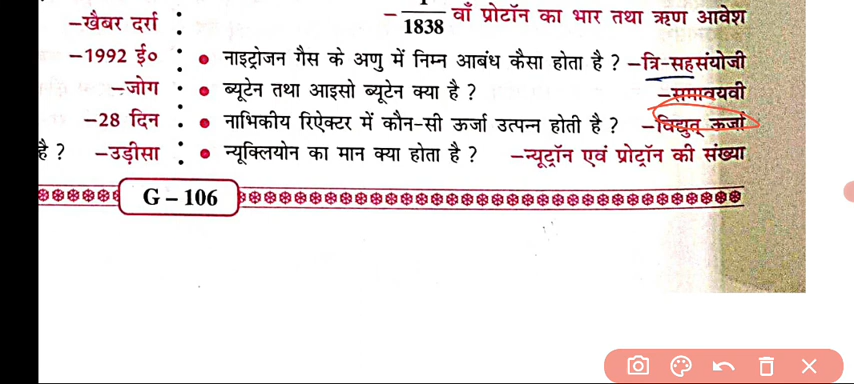 –खैबर दर्रा
–1992 ई०
–जोग
–28 दिन
है ? –उड़ीसा
–1/1838 वाँ प्रोटॉन का भार तथा ऋण आवेश
• नाइट्रोजन गैस के अणु में निम्न आबंध कैसा होता है ? –त्रि-सहसंयोजी
• ब्यूटेन तथा आइसो ब्यूटेन क्या है ? –समावयवी
• नाभिकीय रिऐक्टर में कौन-सी ऊर्जा उत्पन्न होती है ? –विद्युत् ऊर्जा
• न्यूक्लियोन का मान क्या होता है ? –न्यूट्रॉन एवं प्रोटॉन की संख्या
G – 106